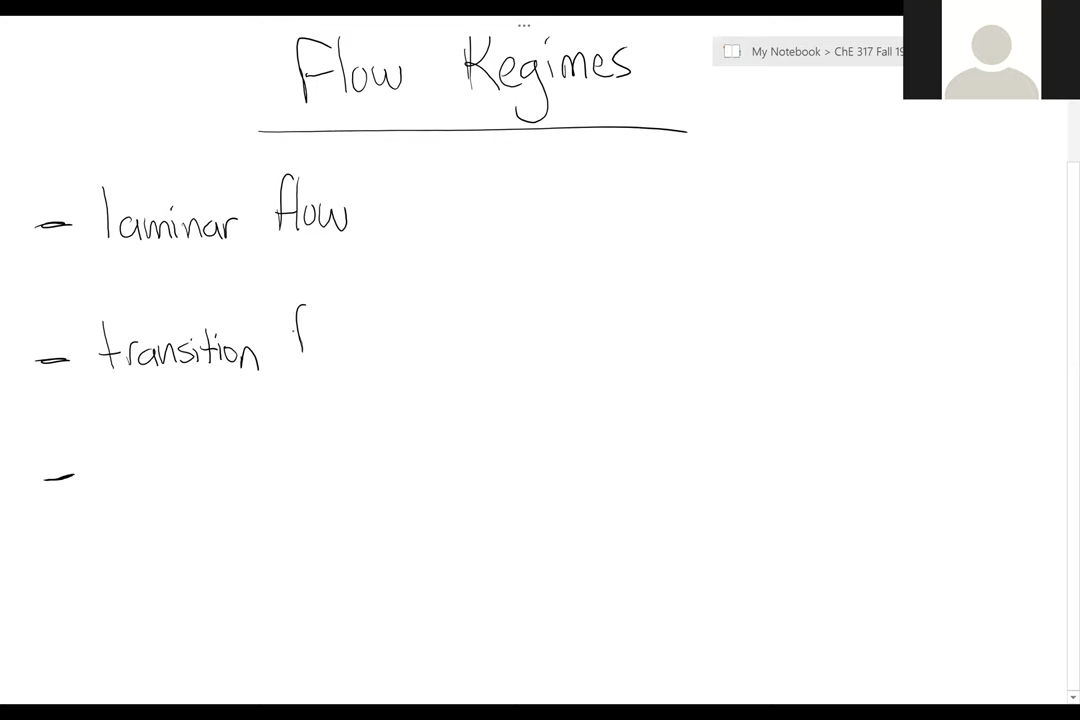 Flow Regimes
My Notebook > ChE 317 Fall 19
- laminar flow
- transition f
-